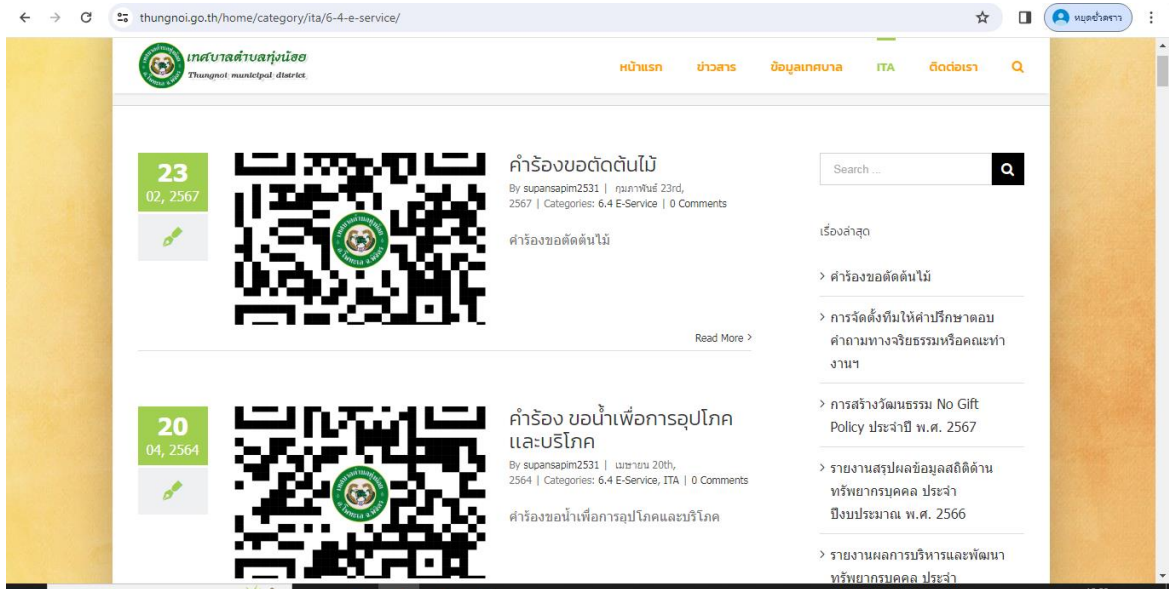 thungnoi.go.th/home/category/ita/6-4-e-service/
หยุดชั่วคราว
เทศบาลตำบลทุ่งน้อย
Thungnoi municipal district
หน้าแรก ข่าวสาร ข้อมูลเทศบาล ITA ติดต่อเรา
23
02, 2567
คำร้องขอตัดต้นไม้
By supansapim2531 | กุมภาพันธ์ 23rd,
2567 | Categories: 6.4 E-Service | 0 Comments
คำร้องขอตัดต้นไม้
Read More >
20
04, 2564
คำร้อง ขอน้ำเพื่อการอุปโภค
และบริโภค
By supansapim2531 | เมษายน 20th,
2564 | Categories: 6.4 E-Service, ITA | 0 Comments
คำร้องขอน้ำเพื่อการอุปโภคและบริโภค
Search ...
เรื่องล่าสุด
> คำร้องขอตัดต้นไม้
> การจัดตั้งทีมให้คำปรึกษาตอบ
คำถามทางจริยธรรมหรือคณะทำ
งานฯ
> การสร้างวัฒนธรรม No Gift
Policy ประจำปี พ.ศ. 2567
> รายงานสรุปผลข้อมูลสถิติด้าน
ทรัพยากรบุคคล ประจำ
ปีงบประมาณ พ.ศ. 2566
> รายงานผลการบริหารและพัฒนา
ทรัพยากรบุคคล ประจำ